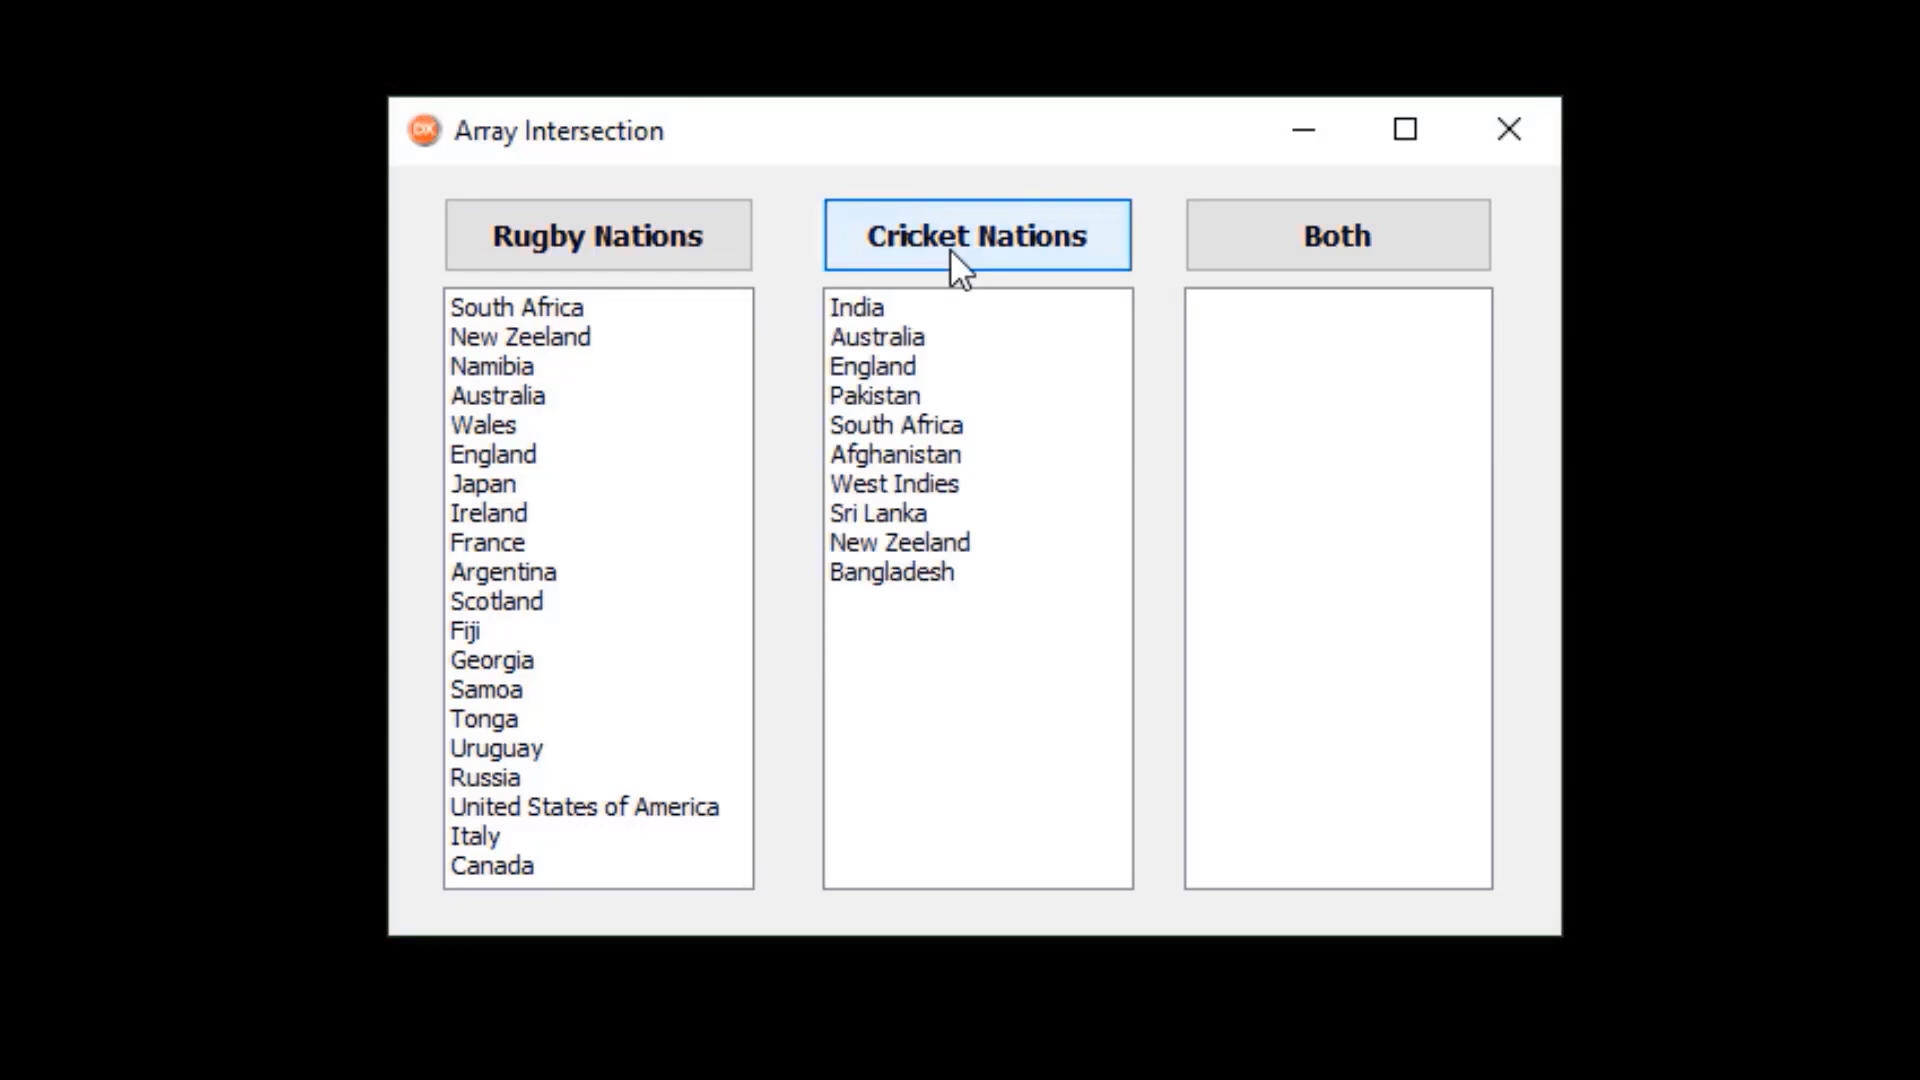 DX Array Intersection
Rugby Nations
South Africa
New Zeeland
Namibia
Australia
Wales
England
Japan
Ireland
France
Argentina
Scotland
Fiji
Georgia
Samoa
Tonga
Uruguay
Russia
United States of America
Italy
Canada
Cricket Nations
India
Australia
England
Pakistan
South Africa
Afghanistan
West Indies
Sri Lanka
New Zeeland
Bangladesh
Both